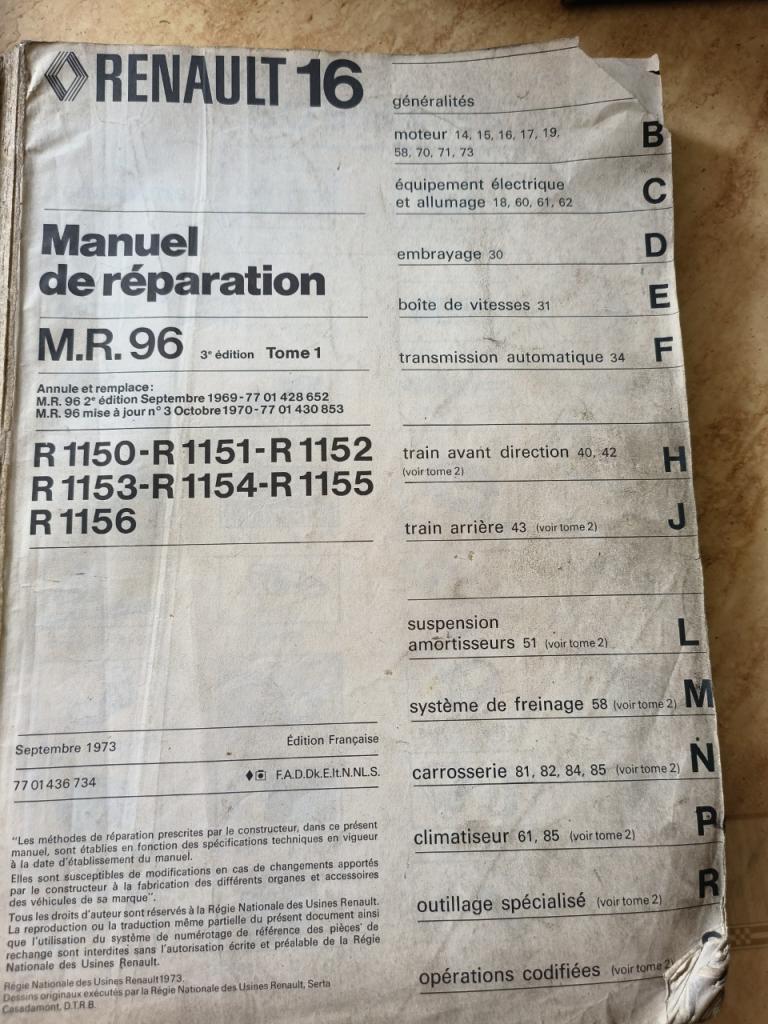 RENAULT 16
Manuel
de réparation
M.R. 96 3e édition Tome 1
Annule et remplace :
M.R. 96 2e édition Septembre 1969-77 01 428 652
M.R. 96 mise à jour n° 3 Octobre 1970-77 01 430 853
R 1150-R 1151-R 1152
R 1153-R 1154-R 1155
R 1156
Septembre 1973 Édition Française
77 01 436 734 F.A.D.Dk.E.It.N.NL.S.
"Les méthodes de réparation prescrites par le constructeur, dans ce présent
manuel, sont établies en fonction des spécifications techniques en vigueur
à la date d'établissement du manuel.
Elles sont susceptibles de modifications en cas de changements apportés
par le constructeur à la fabrication des différents organes et accessoires
des véhicules de sa marque".
Tous les droits d'auteur sont réservés à la Régie Nationale des Usines Renault.
La reproduction ou la traduction même partielle du présent document ainsi
que l'utilisation du système de numérotage de référence des pièces de
rechange sont interdites sans l'autorisation écrite et préalable de la Régie
Nationale des Usines Renault.
Régie Nationale des Usines Renault 1973.
Dessins originaux exécutés par la Régie Nationale des Usines Renault, Serta
Casadamont, D.T.R.B.
généralités
moteur 14, 15, 16, 17, 19, B
58, 70, 71, 73
équipement électrique C
et allumage 18, 60, 61, 62
embrayage 30 D
boîte de vitesses 31 E
transmission automatique 34 F
train avant direction 40, 42 H
(voir tome 2)
train arrière 43 (voir tome 2) J
suspension
amortisseurs 51 (voir tome 2) L
système de freinage 58 (voir tome 2) M
carrosserie 81, 82, 84, 85 (voir tome 2) N
climatiseur 61, 85 (voir tome 2) P
outillage spécialisé (voir tome 2) R
opérations codifiées (voir tome 2